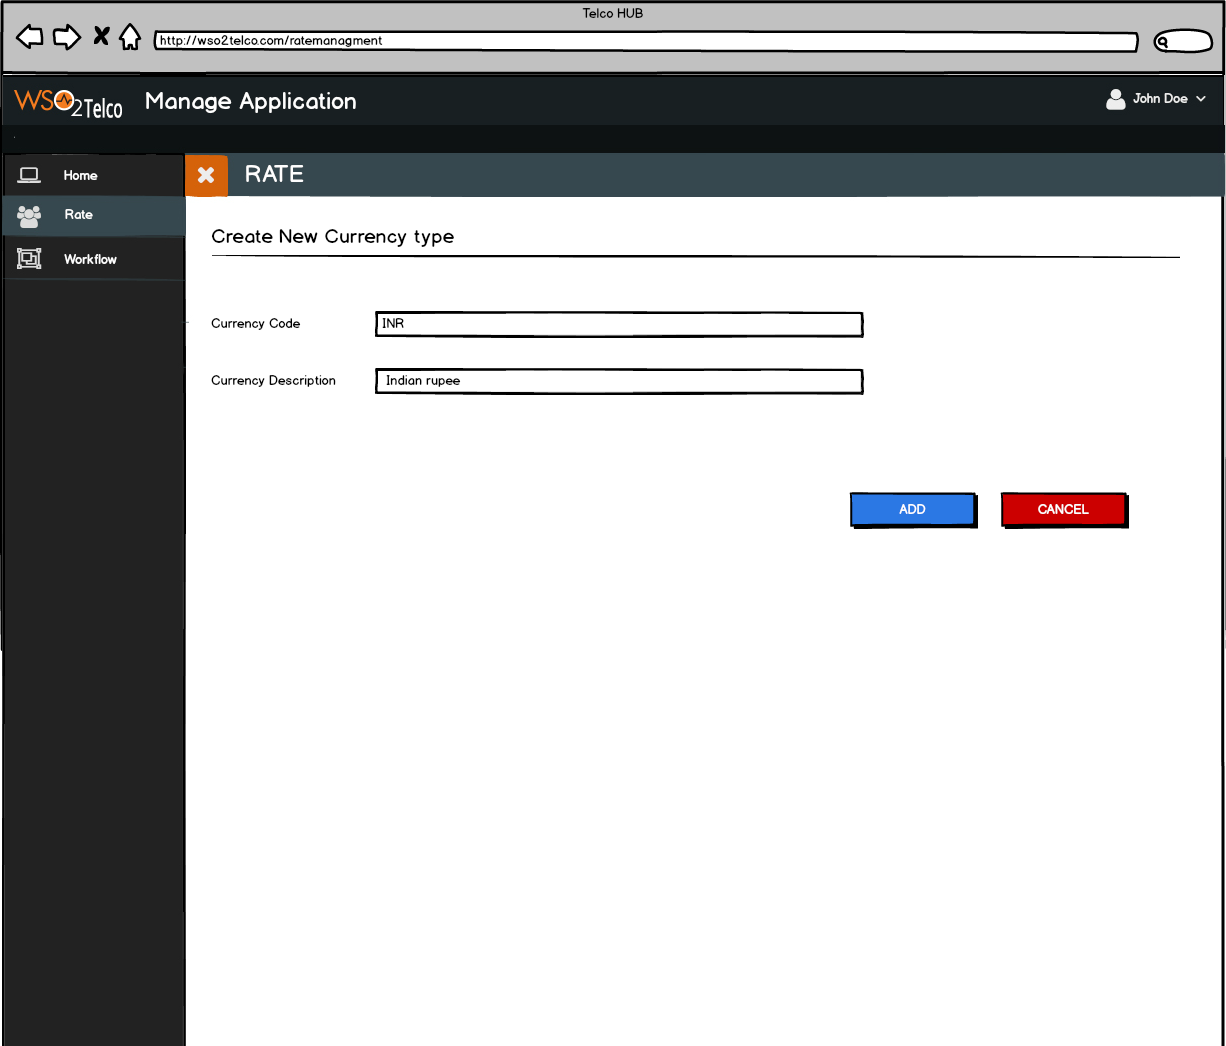 Telco HUB
http://wso2telco.com/ratemanagment
WSO2Telco Manage Application John Doe
Home
RATE
Rate
Create New Currency type
Workflow
Currency Code INR
Currency Description Indian rupee
ADD CANCEL